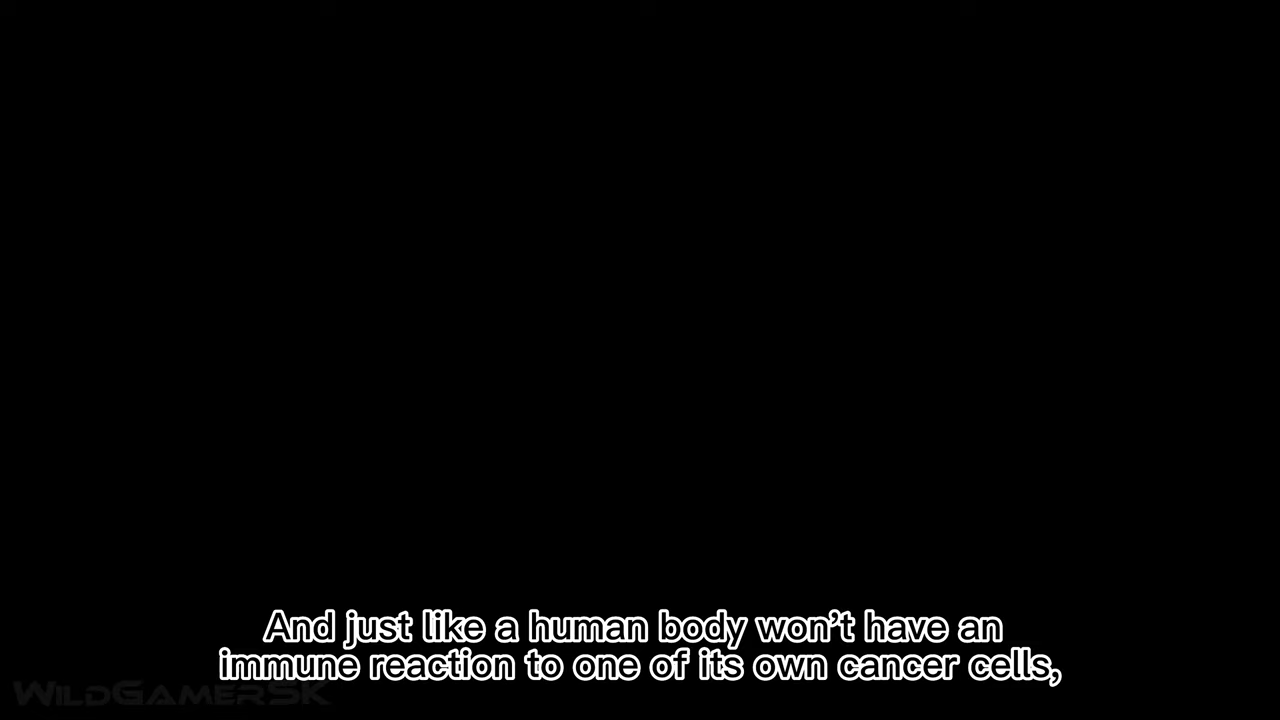 And just like a human body won't have an
immune reaction to one of its own cancer cells,
WildGamerSK